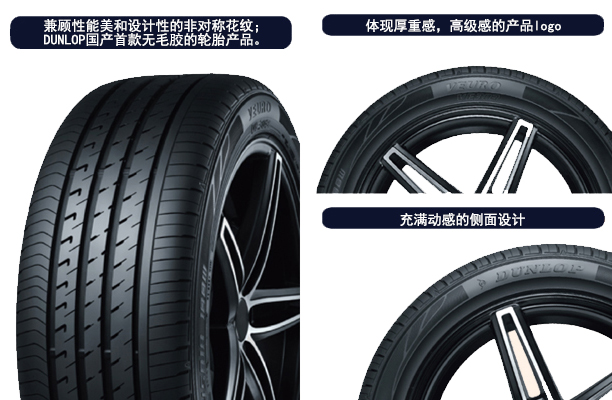 兼顾性能美和设计性的非对称花纹；
DUNLOP国产首款无毛胶的轮胎产品。
VEURO
体现厚重感，高级感的产品logo
VEURO
充满动感的侧面设计
DUNLOP